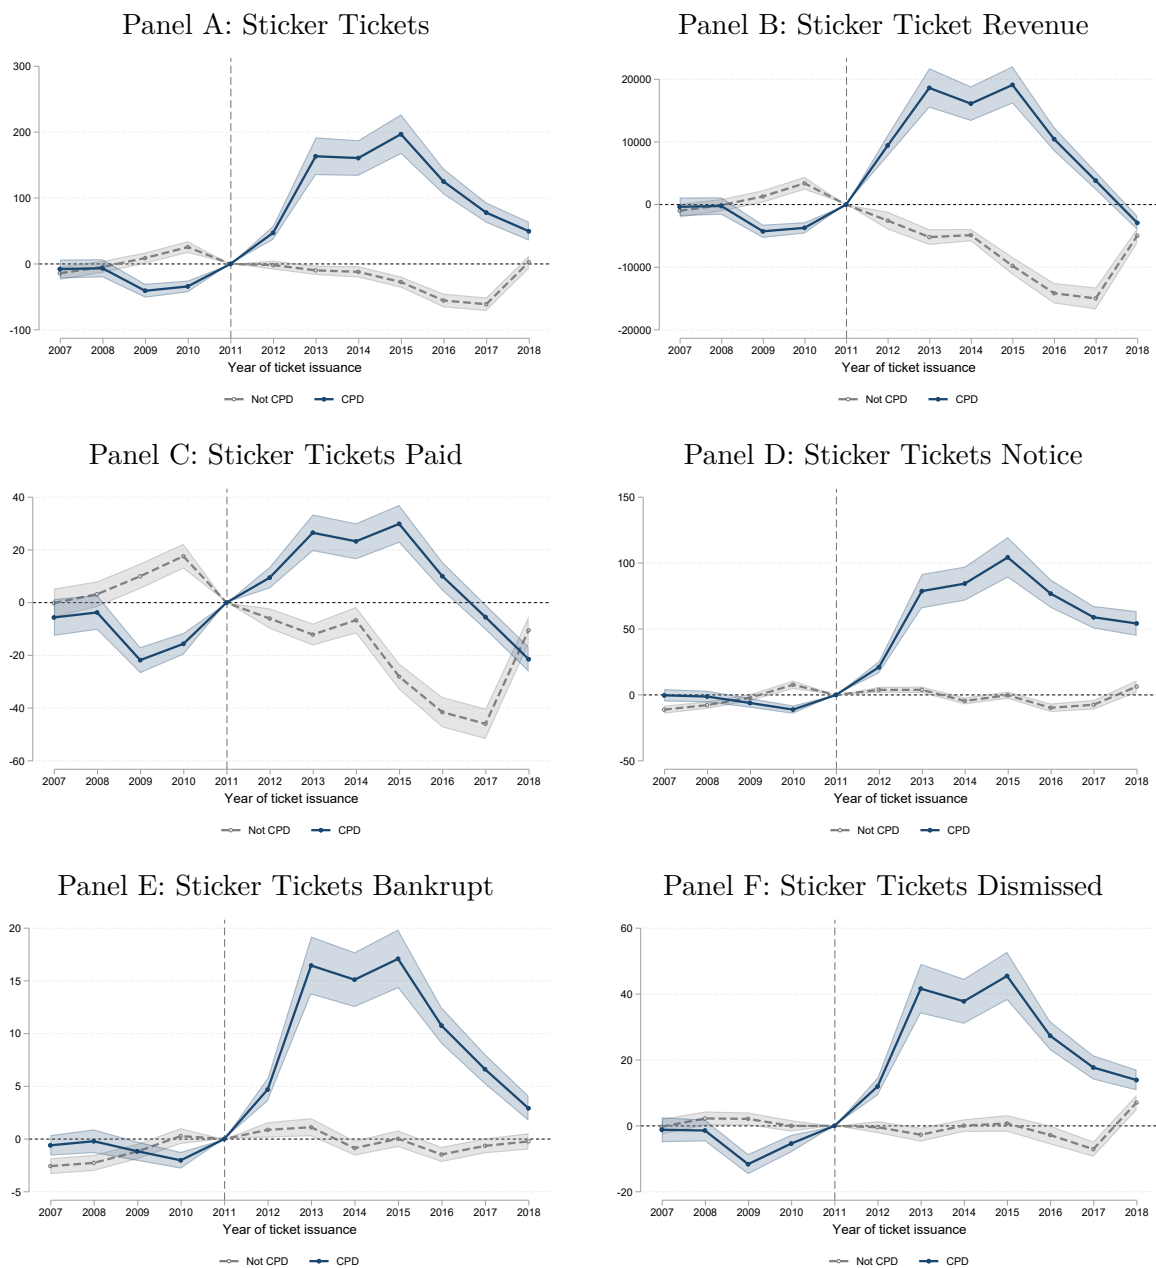 Panel A: Sticker Tickets
300
200
100
0
-100
2007 2008 2009 2010 2011 2012 2013 2014 2015 2016 2017 2018
Year of ticket issuance
Not CPD CPD
Panel B: Sticker Ticket Revenue
20000
10000
0
-10000
-20000
2007 2008 2009 2010 2011 2012 2013 2014 2015 2016 2017 2018
Year of ticket issuance
Not CPD CPD
Panel C: Sticker Tickets Paid
40
20
0
-20
-40
-60
2007 2008 2009 2010 2011 2012 2013 2014 2015 2016 2017 2018
Year of ticket issuance
Not CPD CPD
Panel D: Sticker Tickets Notice
150
100
50
0
-50
2007 2008 2009 2010 2011 2012 2013 2014 2015 2016 2017 2018
Year of ticket issuance
Not CPD CPD
Panel E: Sticker Tickets Bankrupt
20
15
10
5
0
-5
2007 2008 2009 2010 2011 2012 2013 2014 2015 2016 2017 2018
Year of ticket issuance
Not CPD CPD
Panel F: Sticker Tickets Dismissed
60
40
20
0
-20
2007 2008 2009 2010 2011 2012 2013 2014 2015 2016 2017 2018
Year of ticket issuance
Not CPD CPD